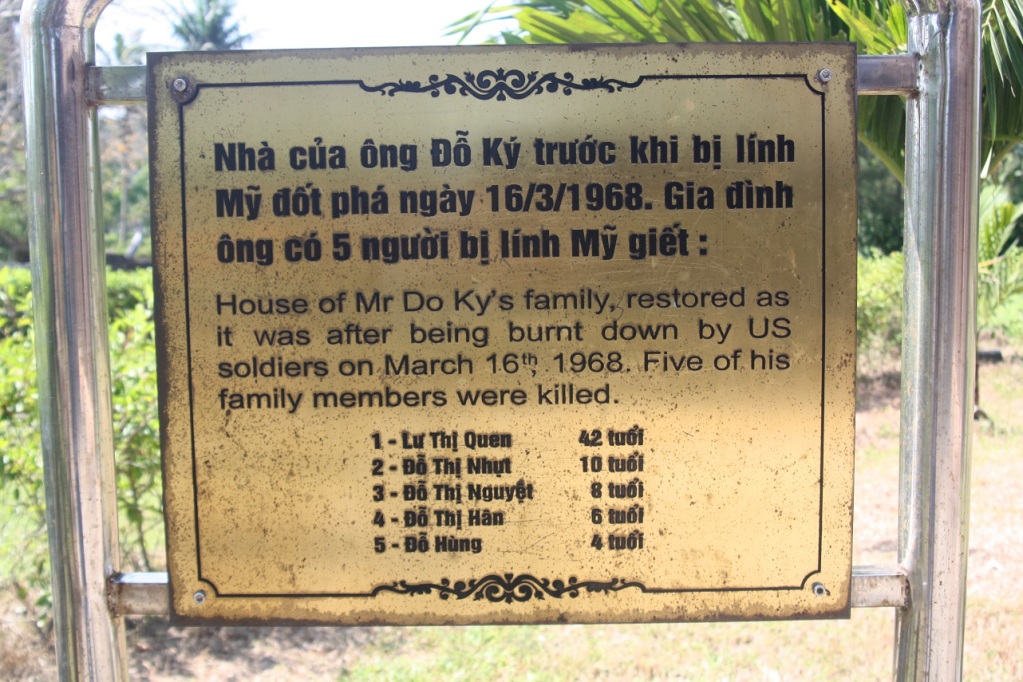 Nhà của ông Đỗ Ký trước khi bị lính
Mỹ đốt phá ngày 16/3/1968. Gia đình
ông có 5 người bị lính Mỹ giết :
House of Mr Do Ky's family, restored as
it was after being burnt down by US
soldiers on March 16th, 1968. Five of his
family members were killed.
1 - Lư Thị Quen 42 tuổi
2 - Đỗ Thị Nhựt 10 tuổi
3 - Đỗ Thị Nguyệt 8 tuổi
4 - Đỗ Thị Hân 6 tuổi
5 - Đỗ Hùng 4 tuổi